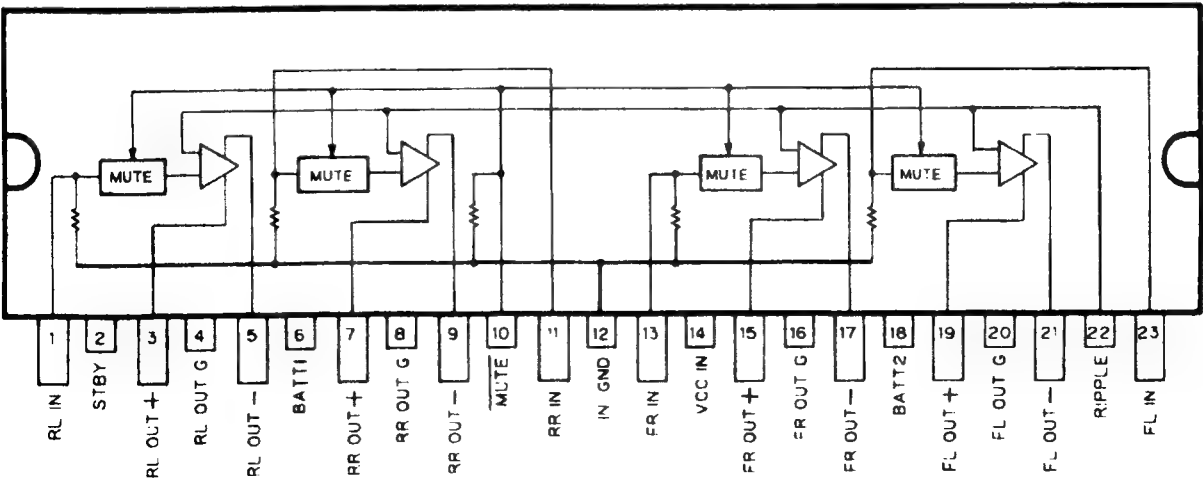 MUTE
MUTE
MUTE
MUTE
1 2 3 4 5 6 7 8 9 10 11 12 13 14 15 16 17 18 19 20 21 22 23
RL IN
STBY
RL OUT +
RL OUT G
RL OUT -
BATT1
RR OUT+
RR OUT G
RR OUT -
MUTE
RR IN
IN GND
FR IN
VCC IN
FR OUT +
FR OUT G
FR OUT-
BATT2
FL OUT +
FL OUT G
FL OUT-
RIPPLE
FL IN